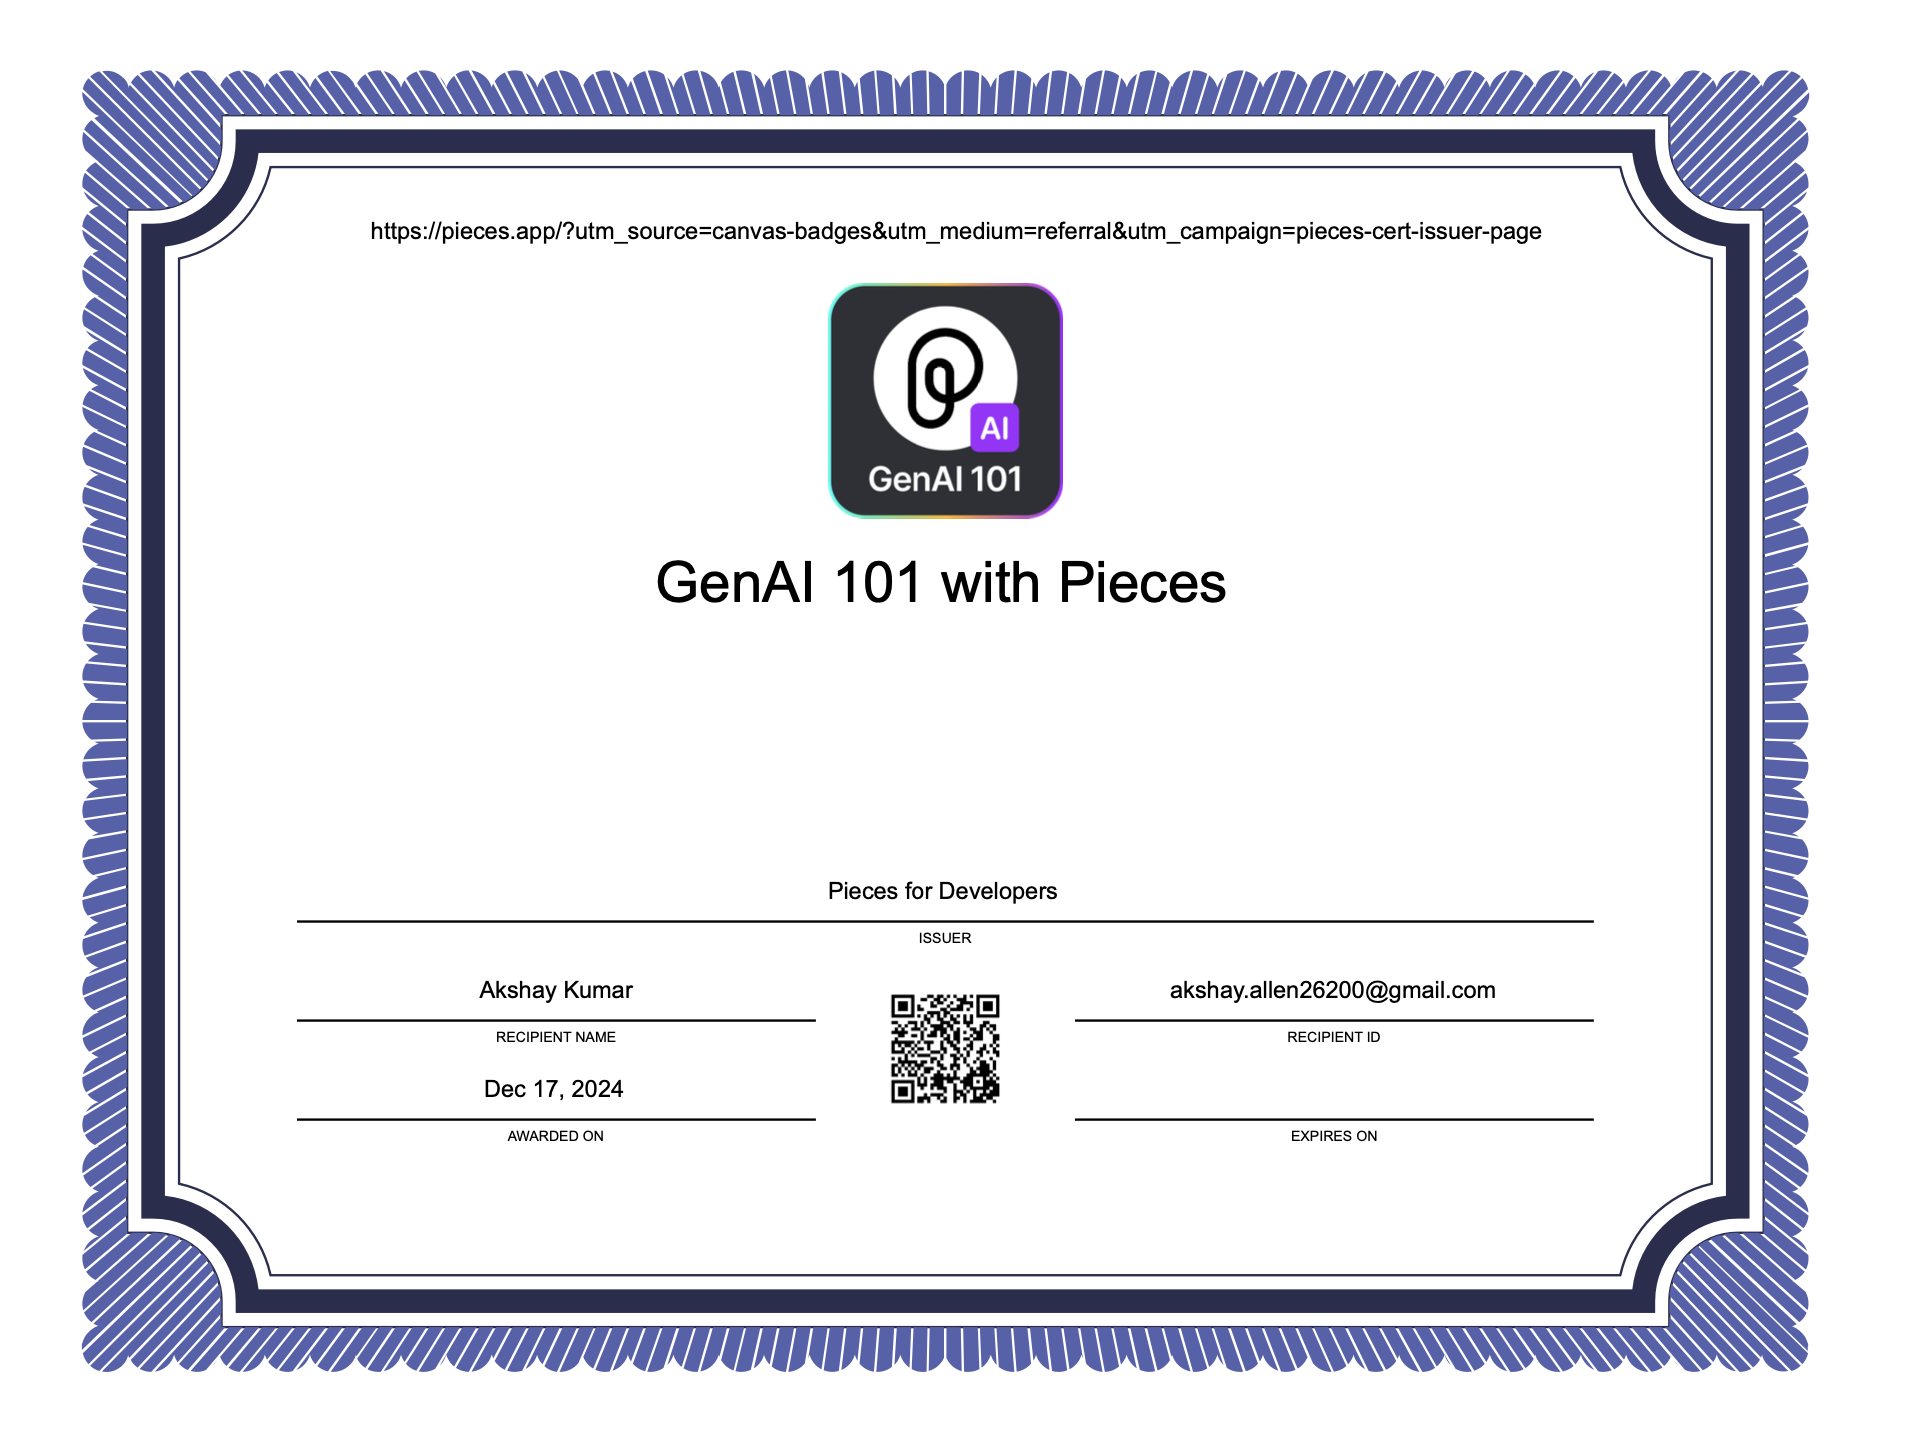 https://pieces.app/?utm_source=canvas-badges&utm_medium=referral&utm_campaign=pieces-cert-issuer-page
AI
GenAI 101
GenAI 101 with Pieces
Pieces for Developers
ISSUER
Akshay Kumar
RECIPIENT NAME
akshay.allen26200@gmail.com
RECIPIENT ID
Dec 17, 2024
AWARDED ON
EXPIRES ON